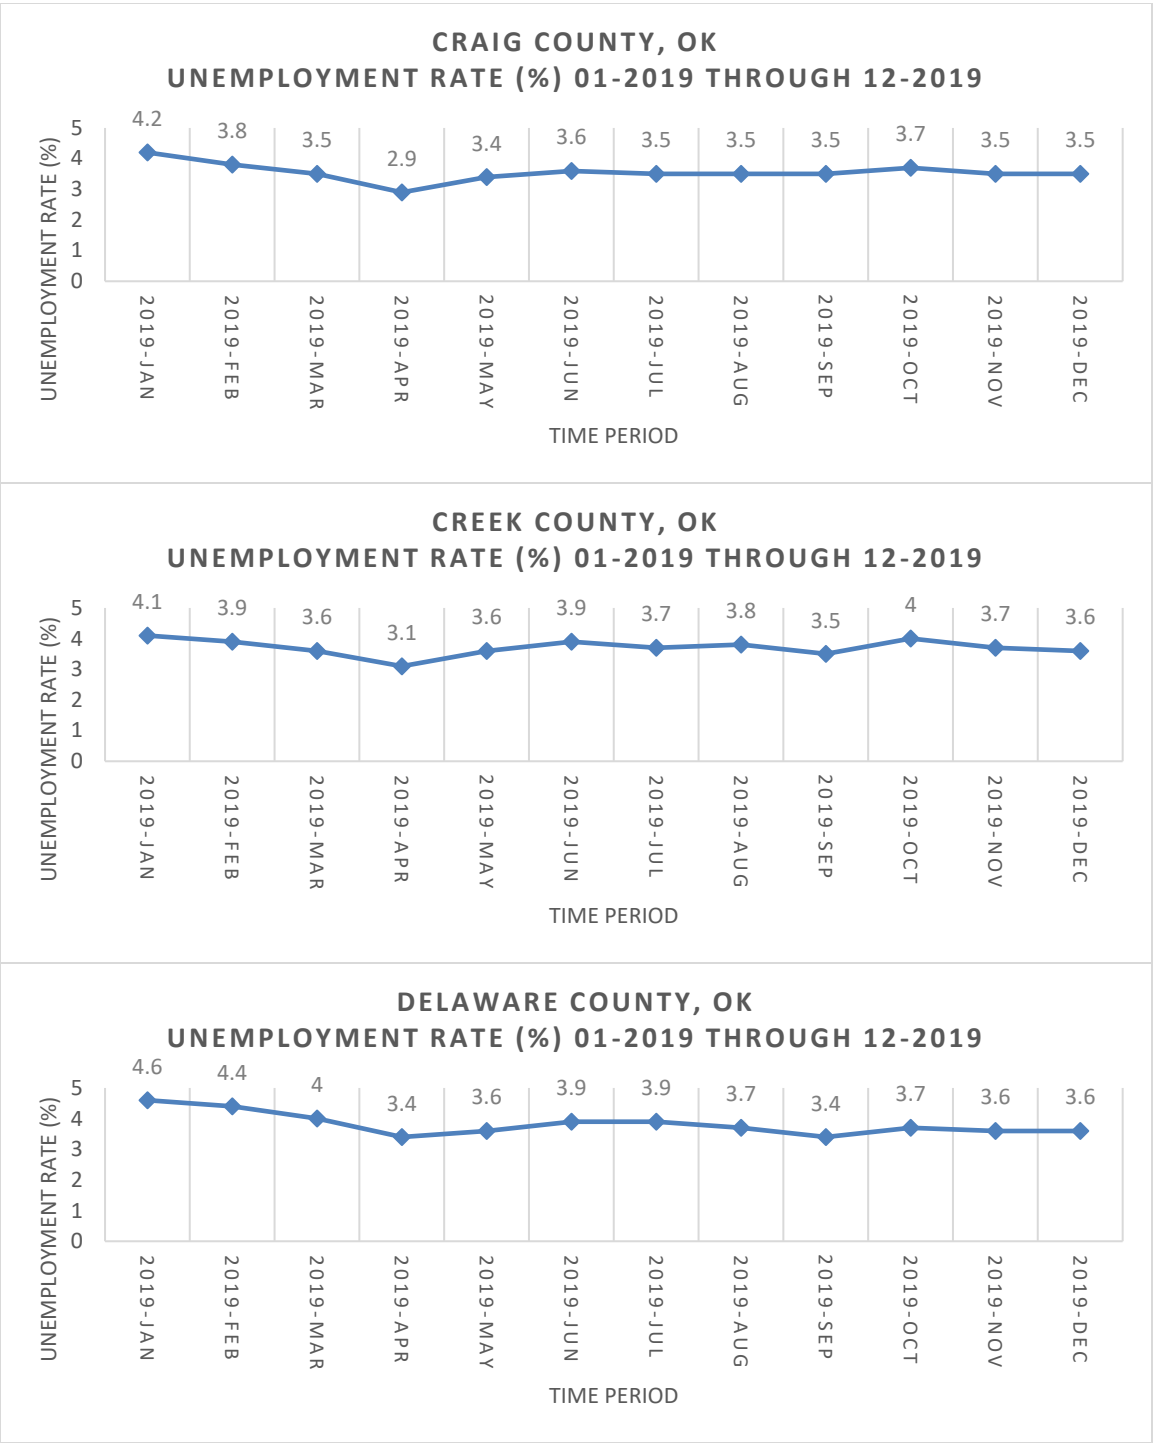 CRAIG COUNTY, OK
UNEMPLOYMENT RATE (%) 01-2019 THROUGH 12-2019
4.2 3.8 3.5 2.9 3.4 3.6 3.5 3.5 3.5 3.7 3.5 3.5
5
4
3
2
1
0
UNEMPLOYMENT RATE (%)
2019-JAN
2019-FEB
2019-MAR
2019-APR
2019-MAY
2019-JUN
2019-JUL
2019-AUG
2019-SEP
2019-OCT
2019-NOV
2019-DEC
TIME PERIOD
CREEK COUNTY, OK
UNEMPLOYMENT RATE (%) 01-2019 THROUGH 12-2019
4.1 3.9 3.6 3.1 3.6 3.9 3.7 3.8 3.5 4 3.7 3.6
5
4
3
2
1
0
UNEMPLOYMENT RATE (%)
2019-JAN
2019-FEB
2019-MAR
2019-APR
2019-MAY
2019-JUN
2019-JUL
2019-AUG
2019-SEP
2019-OCT
2019-NOV
2019-DEC
TIME PERIOD
DELAWARE COUNTY, OK
UNEMPLOYMENT RATE (%) 01-2019 THROUGH 12-2019
4.6 4.4 4 3.4 3.6 3.9 3.9 3.7 3.4 3.7 3.6 3.6
5
4
3
2
1
0
UNEMPLOYMENT RATE (%)
2019-JAN
2019-FEB
2019-MAR
2019-APR
2019-MAY
2019-JUN
2019-JUL
2019-AUG
2019-SEP
2019-OCT
2019-NOV
2019-DEC
TIME PERIOD